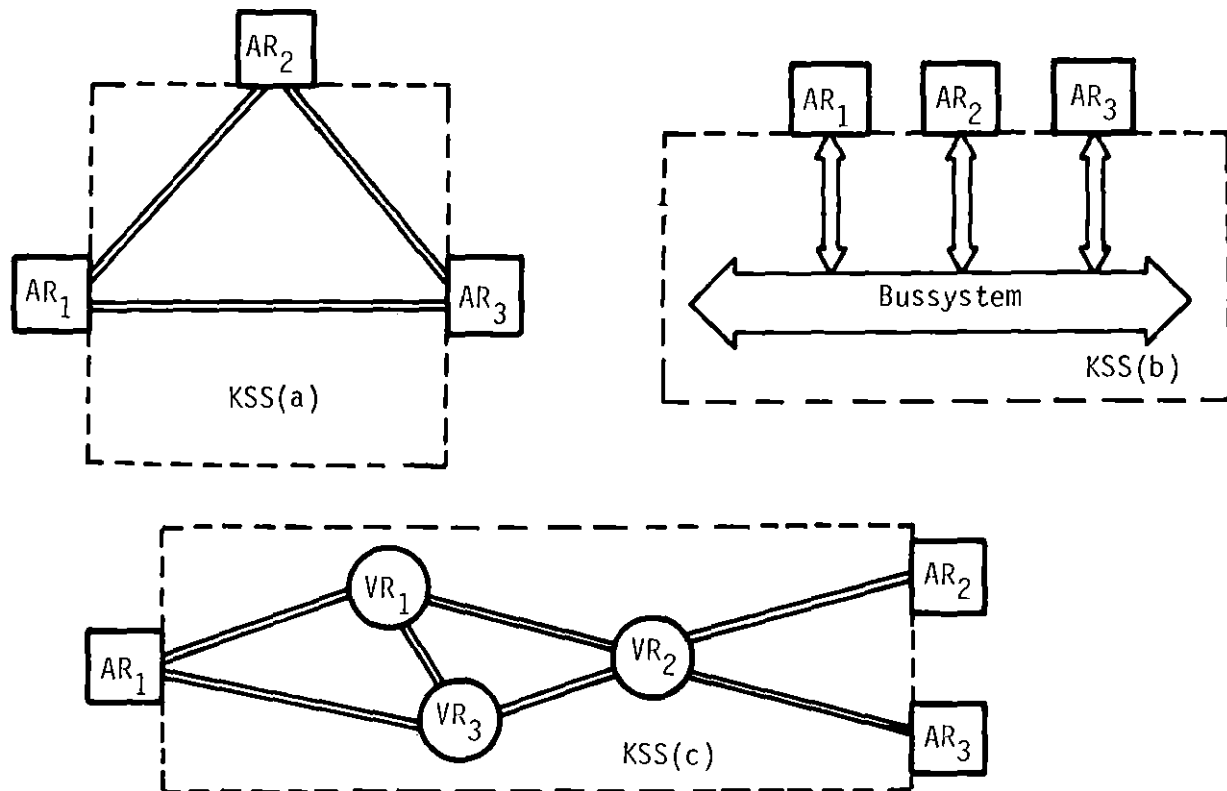 AR₂
AR₁
AR₃
KSS(a)
AR₁ AR₂ AR₃
Bussystem
KSS(b)
VR₁
AR₂
AR₁
VR₂
VR₃
AR₃
KSS(c)